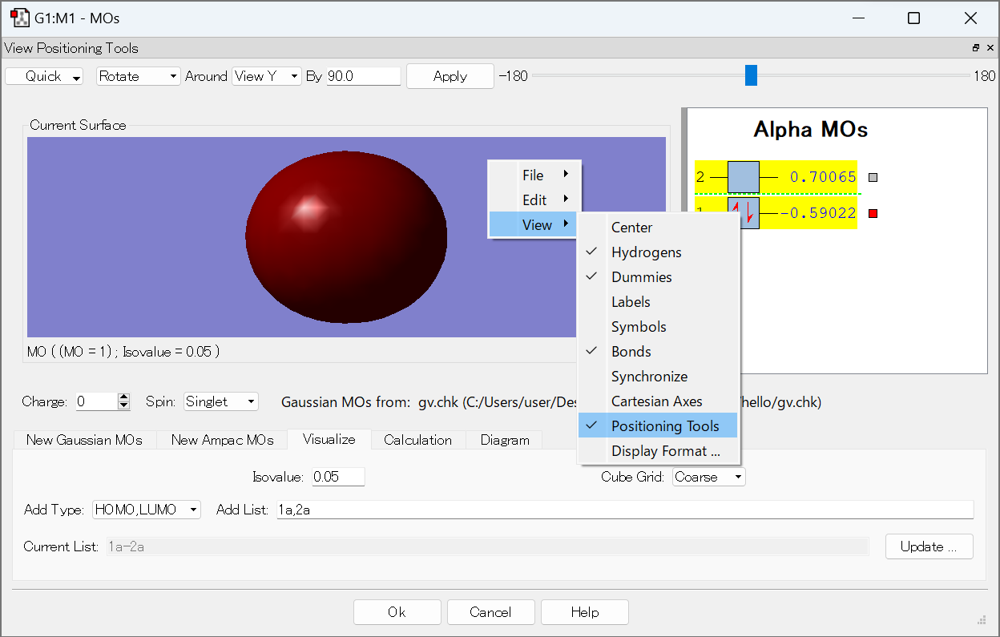 G1:M1 - MOs
View Positioning Tools
Quick Rotate Around View Y By 90.0 Apply -180 180
Current Surface
Alpha MOs
2 0.70065
1 -0.59022
File
Edit
View
Center
Hydrogens
Dummies
Labels
Symbols
Bonds
Synchronize
Cartesian Axes
Positioning Tools
Display Format ...
MO ( (MO = 1) ; Isovalue = 0.05 )
Charge: 0 Spin: Singlet Gaussian MOs from: gv.chk (C:/Users/user/Des /hello/gv.chk)
New Gaussian MOs New Ampac MOs Visualize Calculation Diagram
Isovalue: 0.05 Cube Grid: Coarse
Add Type: HOMO,LUMO Add List: 1a,2a
Current List: 1a-2a Update ...
Ok Cancel Help